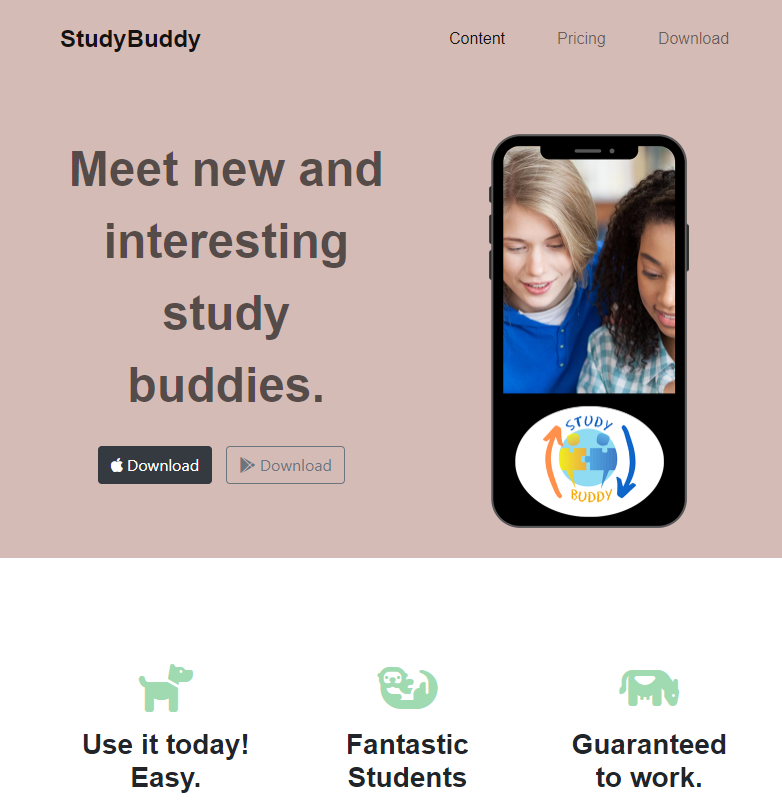 StudyBuddy
Content
Pricing
Download
Meet new and
interesting
study
buddies.
Download
Download
STUDY
BUDDY
Use it today!
Easy.
Fantastic
Students
Guaranteed
to work.